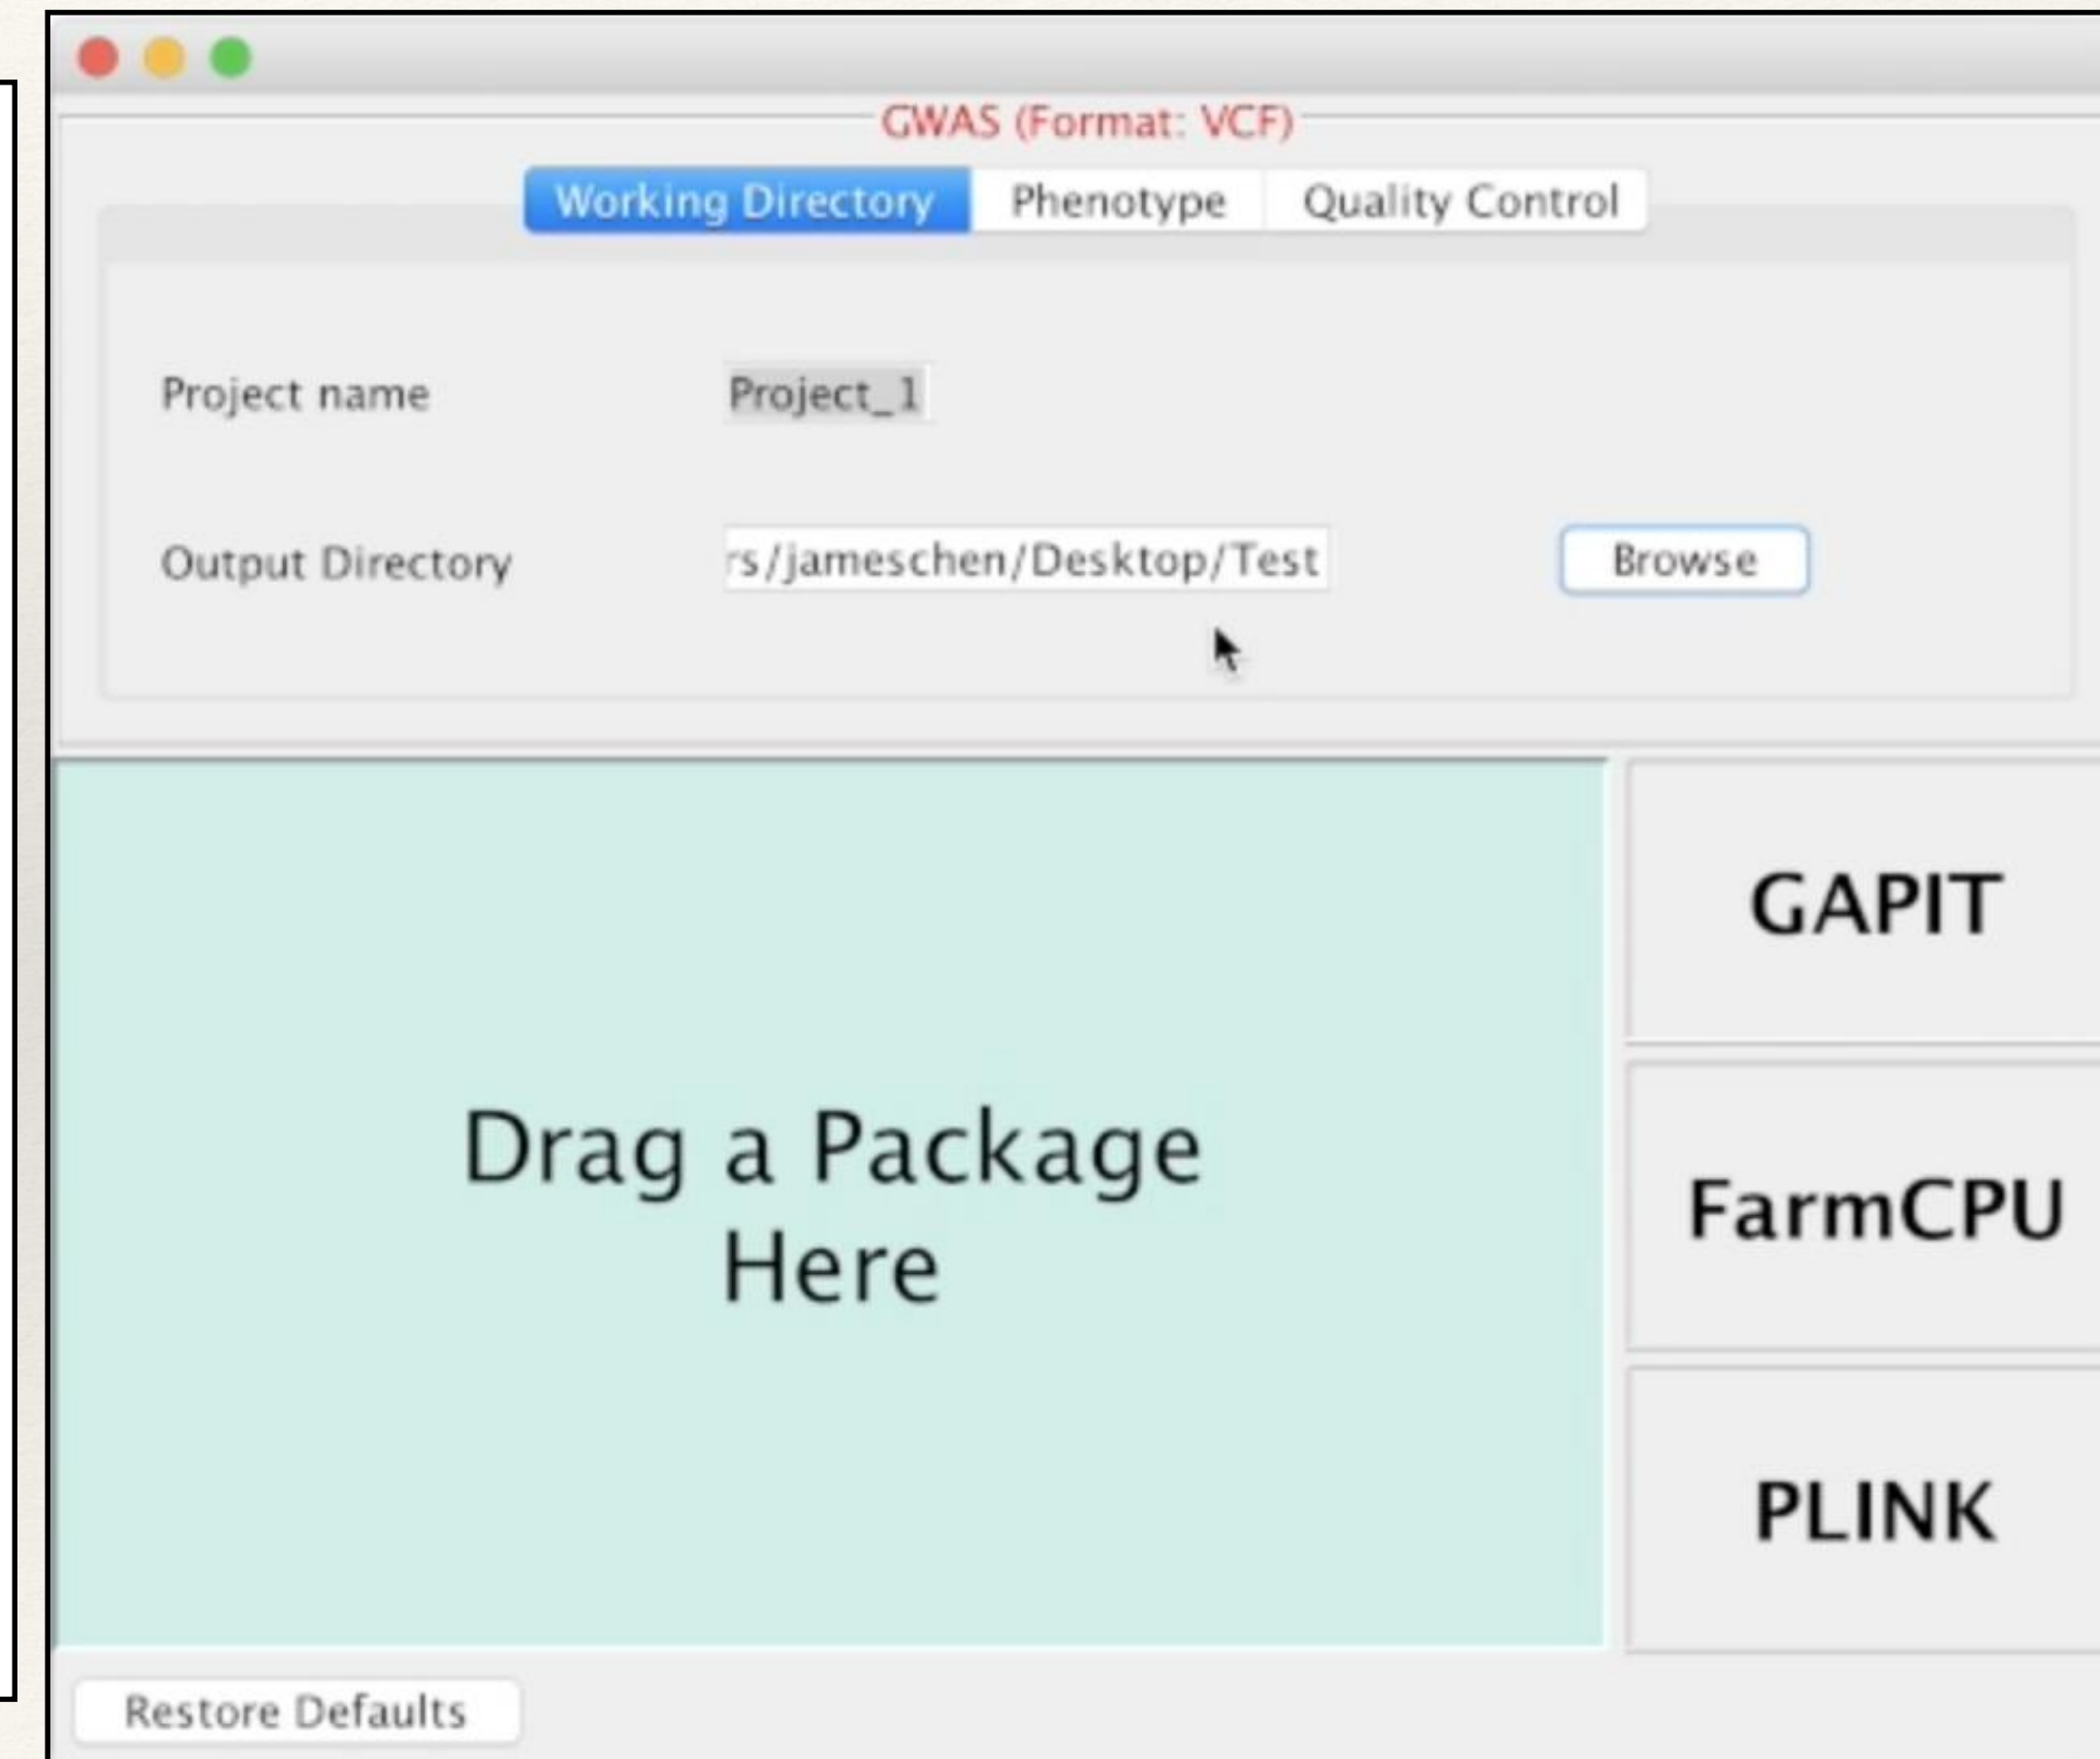 GWAS (Format: VCF)
Working Directory Phenotype Quality Control
Project name Project_1
Output Directory rs/jameschen/Desktop/Test Browse
Drag a Package
Here
GAPIT
FarmCPU
PLINK
Restore Defaults